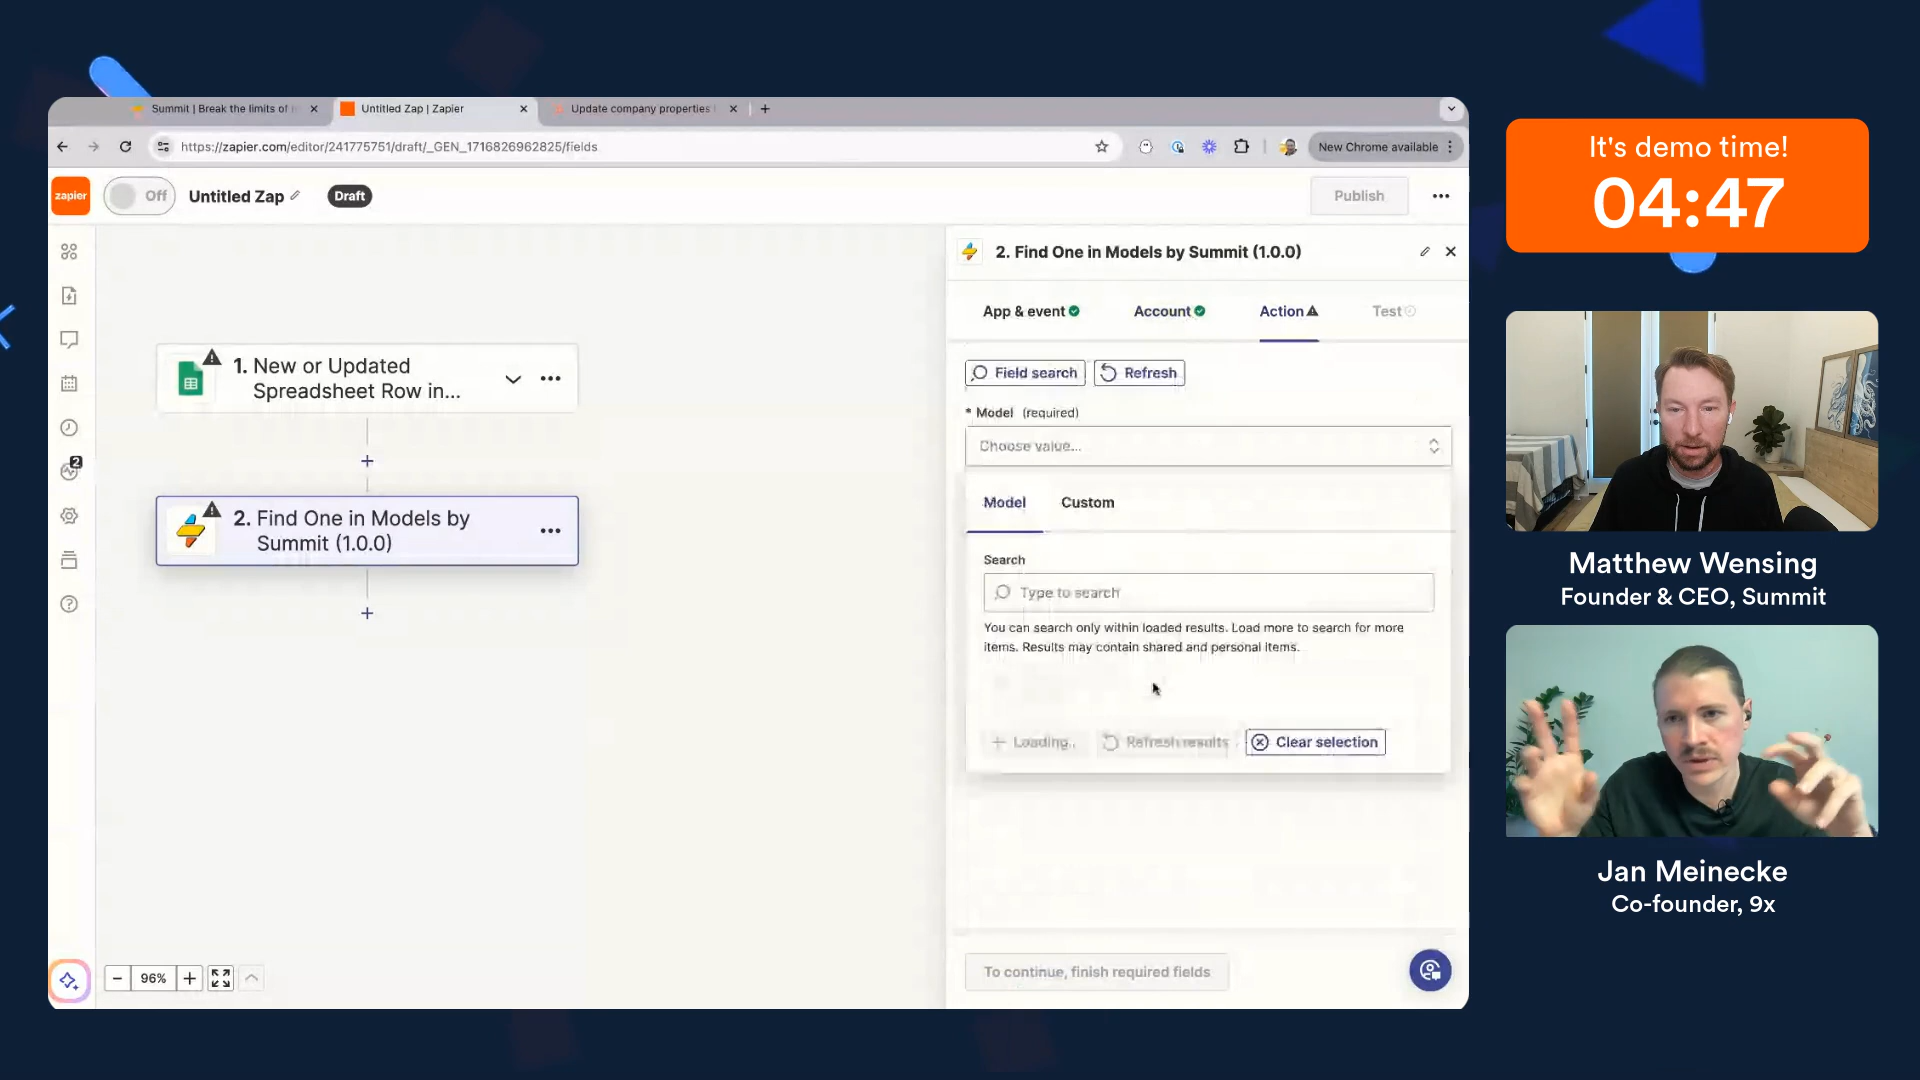 Summit | Break the limits of
Untitled Zap | Zapier
Update company properties
https://zapier.com/editor/241775751/draft/_GEN_1716826962825/fields
New Chrome available
zapier
Off
Untitled Zap
Draft
Publish
2
1. New or Updated
Spreadsheet Row in...
2. Find One in Models by
Summit (1.0.0)
96%
2. Find One in Models by Summit (1.0.0)
App & event
Account
Action
Test
Field search
Refresh
* Model (required)
Choose value...
Model
Custom
Search
Type to search
You can search only within loaded results. Load more to search for more
items. Results may contain shared and personal items.
Loading..
Refresh results
Clear selection
To continue, finish required fields
It's demo time!
04:47
Matthew Wensing
Founder & CEO, Summit
Jan Meinecke
Co-founder, 9x